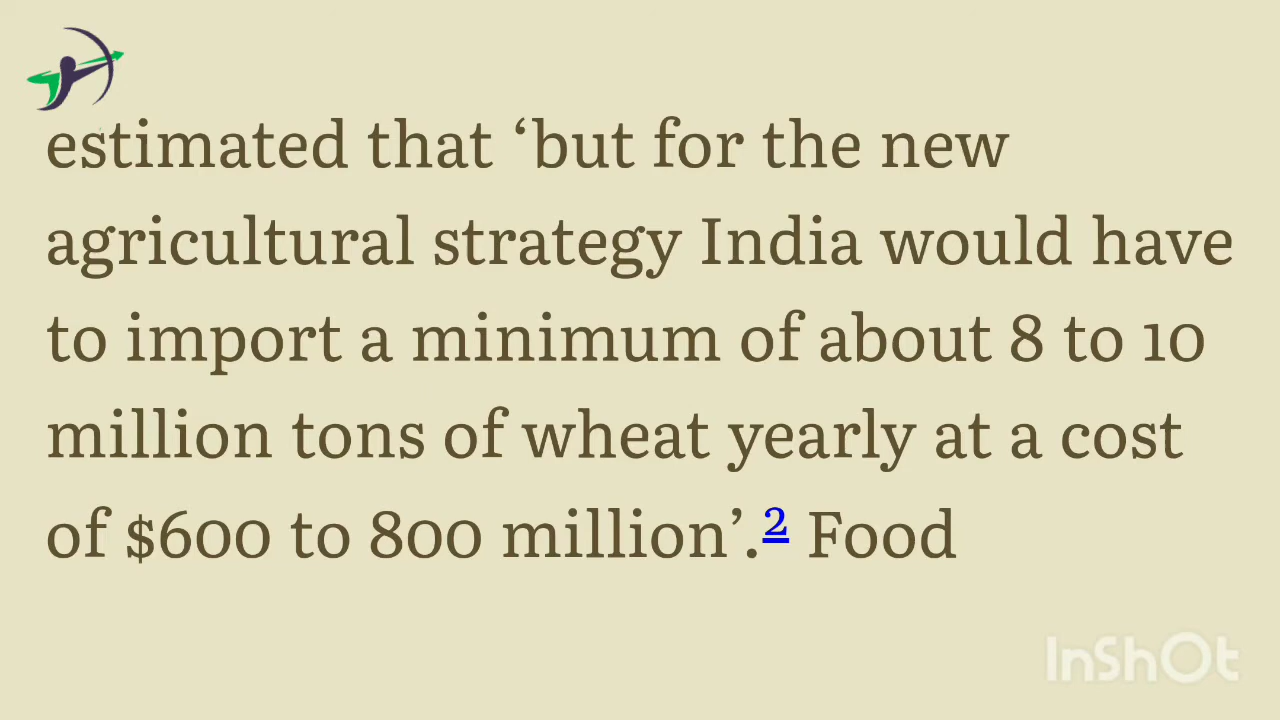 estimated that ‘but for the new
agricultural strategy India would have
to import a minimum of about 8 to 10
million tons of wheat yearly at a cost
of $600 to 800 million’.2 Food
InShOt